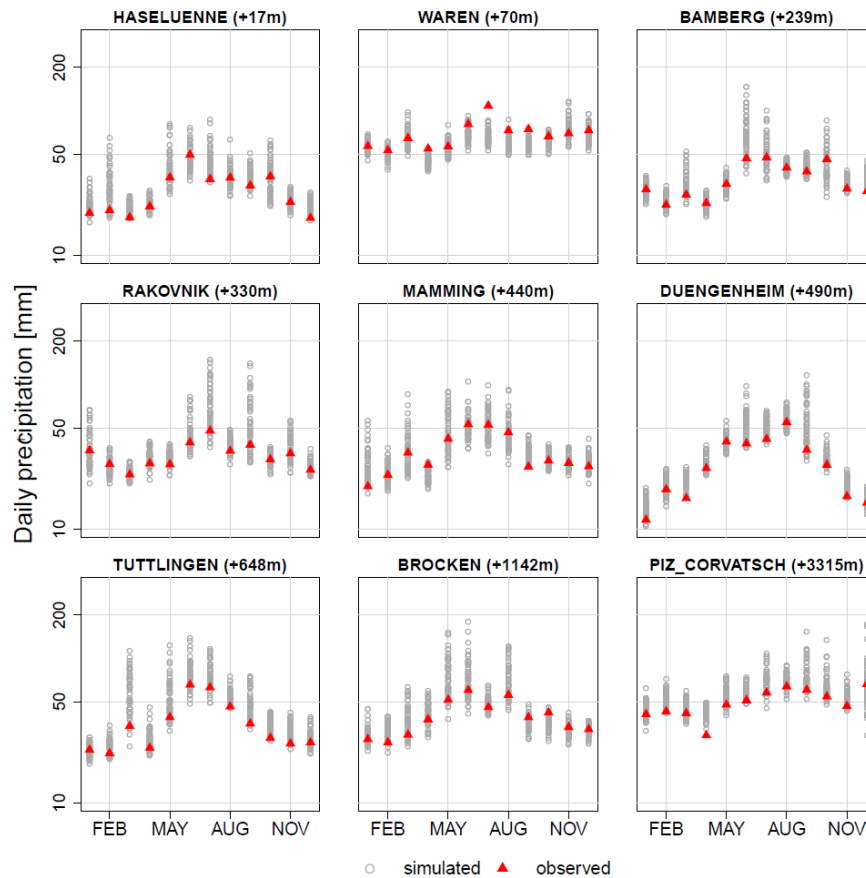 HASELUENNE (+17m) WAREN (+70m) BAMBERG (+239m)
200
50
10
RAKOVNIK (+330m) MAMMING (+440m) DUENGENHEIM (+490m)
Daily precipitation [mm]
200
50
10
TUTTLINGEN (+648m) BROCKEN (+1142m) PIZ_CORVATSCH (+3315m)
200
50
10
FEB MAY AUG NOV FEB MAY AUG NOV FEB MAY AUG NOV
simulated observed